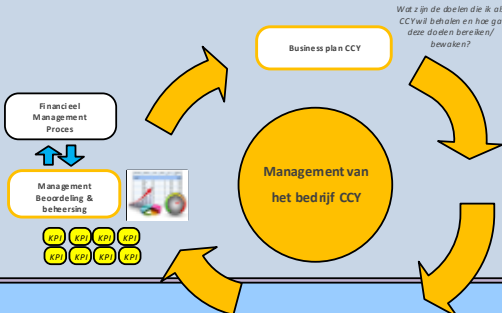 Wat zijn de doelen die ik al
CCY wil behalen en hoe ga
deze doelen bereiken/
bewaken?
Business plan CCY
Financieel
Management
Proces
Management
Beoordeling &
beheersing
Management van
het bedrijf CCY
KPI KPI KPI KPI
KPI KPI KPI KPI